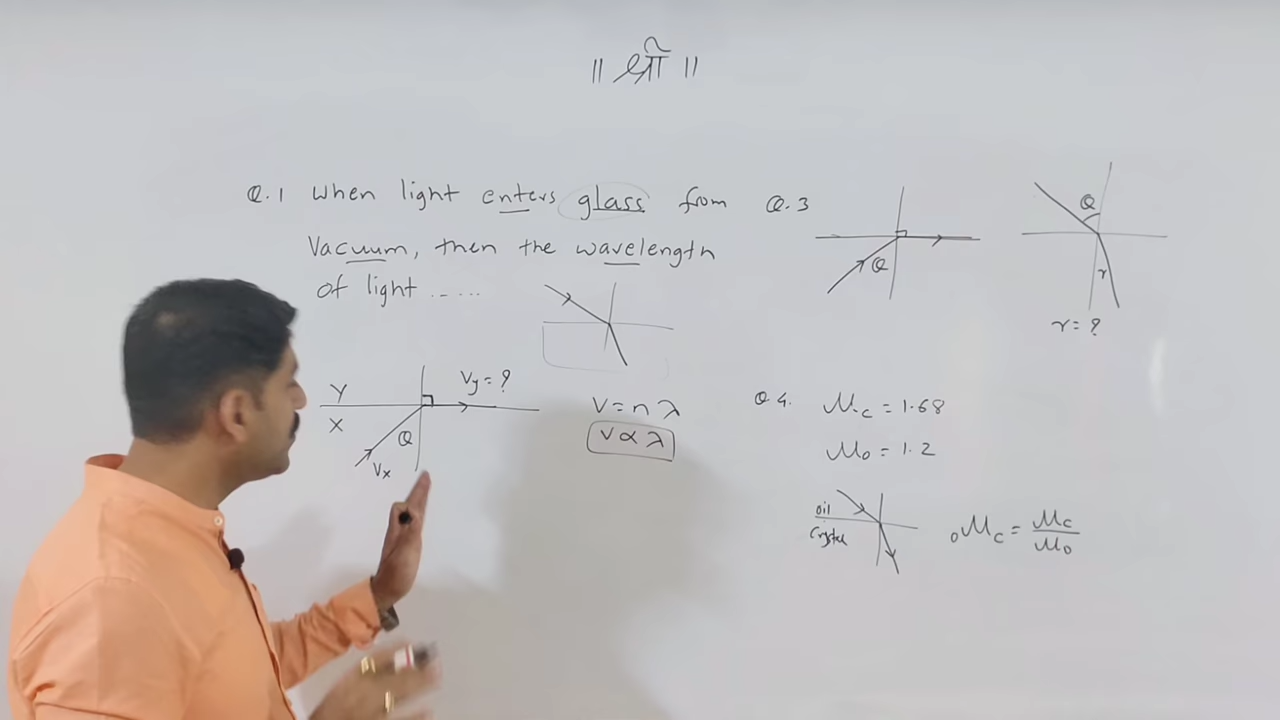 ॥ श्री ॥
Q.1 When light enters glass from
Vacuum, then the wavelength
of light .....
Y
X
Vy = ?
Q
Vx
V = n λ
V ∝ λ
Q.3
Q
Q
r
r = ?
Q 4.
μc = 1.68
μo = 1.2
oil
Crystal
oμc = μc/μo